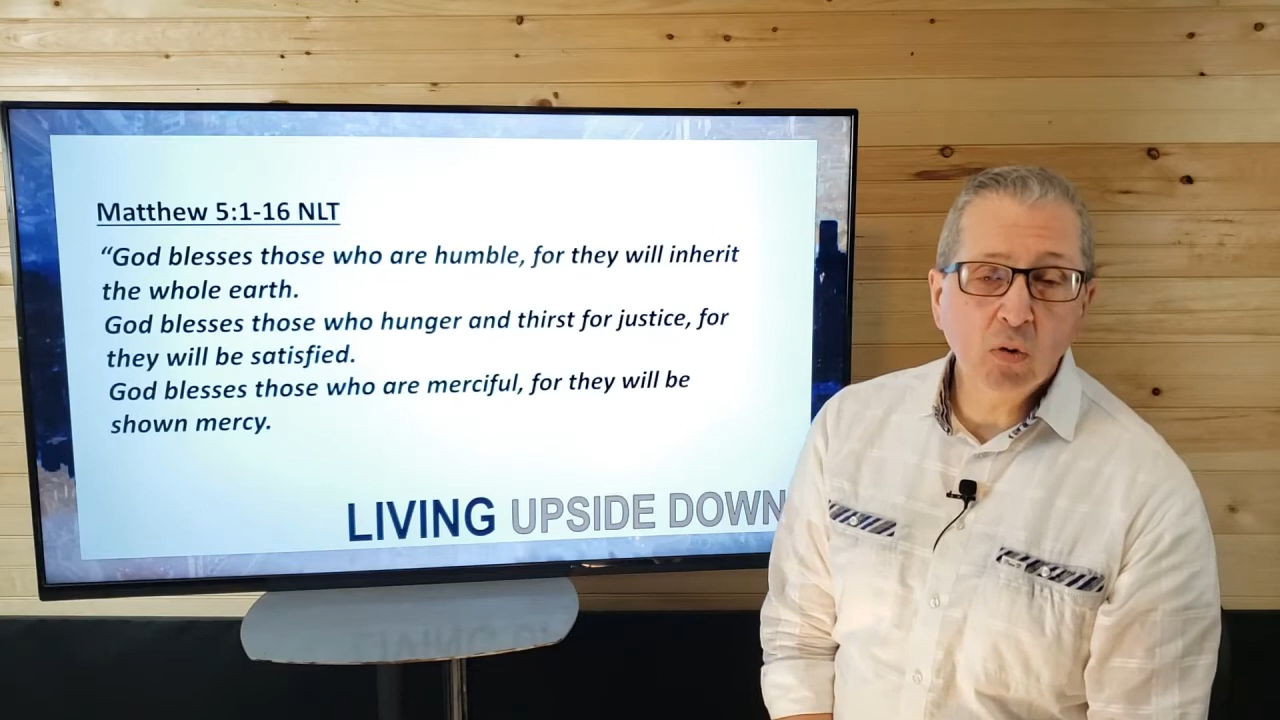 Matthew 5:1-16 NLT
“God blesses those who are humble, for they will inherit
the whole earth.
God blesses those who hunger and thirst for justice, for
they will be satisfied.
God blesses those who are merciful, for they will be
shown mercy.
LIVING UPSIDE DOWN